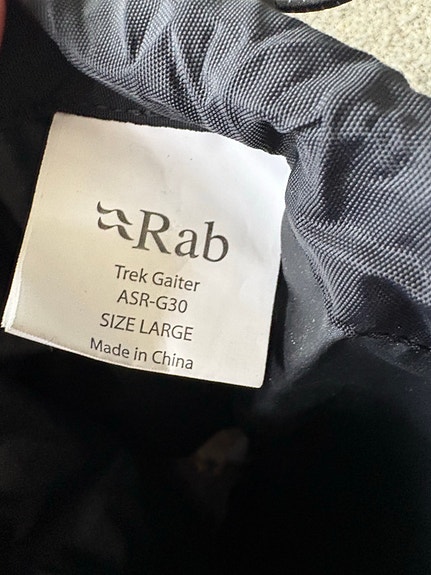 Rab
Trek Gaiter
ASR-G30
SIZE LARGE
Made in China